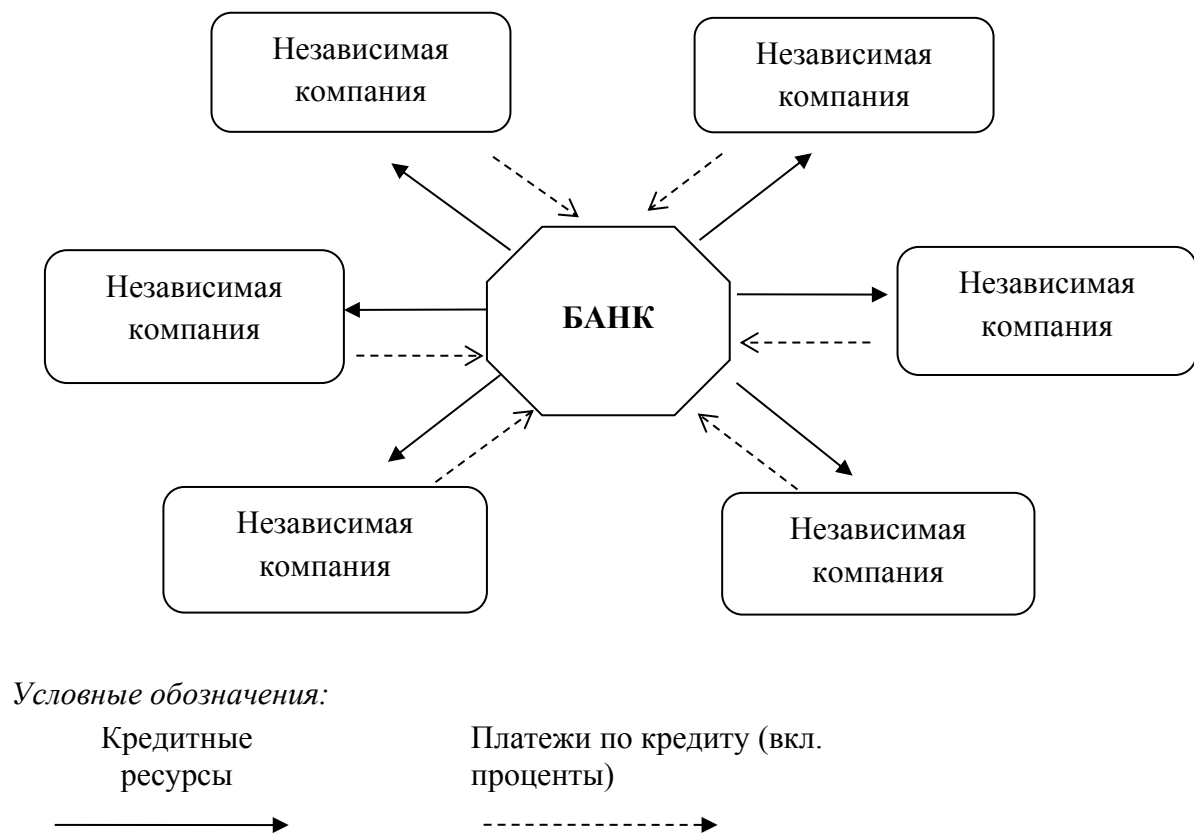 Независимая
компания
Независимая
компания
Независимая
компания
БАНК
Независимая
компания
Независимая
компания
Независимая
компания
Условные обозначения:
Кредитные
ресурсы
Платежи по кредиту (вкл.
проценты)